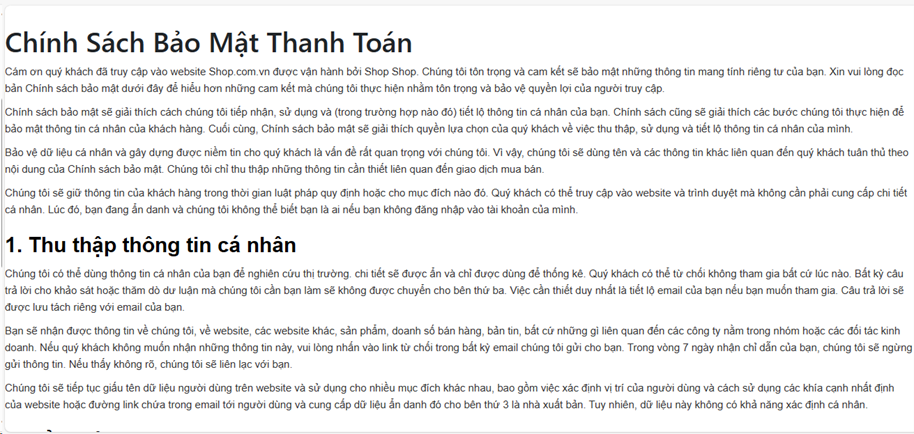 Chính Sách Bảo Mật Thanh Toán
Cảm ơn quý khách đã truy cập vào website Shop.com.vn được vận hành bởi Shop Shop. Chúng tôi tôn trọng và cam kết sẽ bảo mật những thông tin mang tính riêng tư của bạn. Xin vui lòng đọc
bản Chính sách bảo mật dưới đây để hiểu hơn những cam kết mà chúng tôi thực hiện nhằm tôn trọng và bảo vệ quyền lợi của người truy cập.
Chính sách bảo mật sẽ giải thích cách chúng tôi tiếp nhận, sử dụng và (trong trường hợp nào đó) tiết lộ thông tin cá nhân của bạn. Chính sách cũng sẽ giải thích các bước chúng tôi thực hiện để
bảo mật thông tin cá nhân của khách hàng. Cuối cùng, Chính sách bảo mật sẽ giải thích quyền lựa chọn của quý khách về việc thu thập, sử dụng và tiết lộ thông tin cá nhân của mình.
Bảo vệ dữ liệu cá nhân và gây dựng được niềm tin cho quý khách là vấn đề rất quan trọng với chúng tôi. Vì vậy, chúng tôi sẽ dùng tên và các thông tin khác liên quan đến quý khách tuân thủ theo
nội dung của Chính sách bảo mật. Chúng tôi chỉ thu thập những thông tin cần thiết liên quan đến giao dịch mua bán.
Chúng tôi sẽ giữ thông tin của khách hàng trong thời gian luật pháp quy định hoặc cho mục đích nào đó. Quý khách có thể truy cập vào website và trình duyệt mà không cần phải cung cấp chi tiết
cá nhân. Lúc đó, bạn đang ẩn danh và chúng tôi không thể biết bạn là ai nếu bạn không đăng nhập vào tài khoản của mình.
1. Thu thập thông tin cá nhân
Chúng tôi có thể dùng thông tin cá nhân của bạn để nghiên cứu thị trường. chi tiết sẽ được ẩn và chỉ được dùng để thống kê. Quý khách có thể từ chối không tham gia bất cứ lúc nào. Bất kỳ câu
trả lời cho khảo sát hoặc thăm dò dư luận mà chúng tôi cần bạn làm sẽ không được chuyển cho bên thứ ba. Việc cần thiết duy nhất là tiết lộ email của bạn nếu bạn muốn tham gia. Câu trả lời sẽ
được lưu tách riêng với email của bạn.
Bạn sẽ nhận được thông tin về chúng tôi, về website, các website khác, sản phẩm, doanh số bán hàng, bản tin, bất cứ những gì liên quan đến các công ty nằm trong nhóm hoặc các đối tác kinh
doanh. Nếu quý khách không muốn nhận những thông tin này, vui lòng nhấn vào link từ chối trong bất kỳ email chúng tôi gửi cho bạn. Trong vòng 7 ngày nhận chỉ dẫn của bạn, chúng tôi sẽ ngừng
gửi thông tin. Nếu thấy không rõ, chúng tôi sẽ liên lạc với bạn.
Chúng tôi sẽ tiếp tục giấu tên dữ liệu người dùng trên website và sử dụng cho nhiều mục đích khác nhau, bao gồm việc xác định vị trí của người dùng và cách sử dụng các khía cạnh nhất định
của website hoặc đường link chứa trong email tới người dùng và cung cấp dữ liệu ẩn danh đó cho bên thứ 3 là nhà xuất bản. Tuy nhiên, dữ liệu này không có khả năng xác định cá nhân.